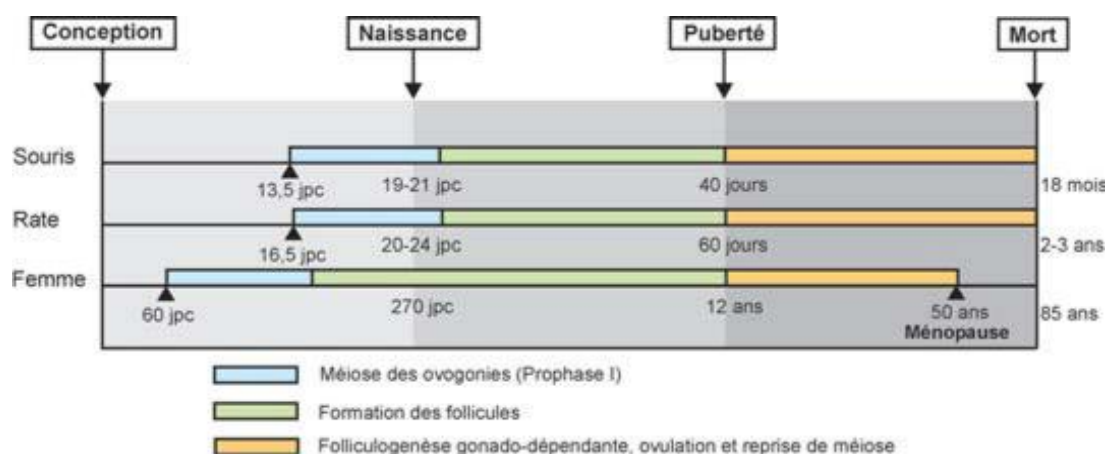 Conception Naissance Puberté Mort
Souris
13,5 jpc 19-21 jpc 40 jours 18 mois
Rate
16,5 jpc 20-24 jpc 60 jours 2-3 ans
Femme
60 jpc 270 jpc 12 ans 50 ans 85 ans
Ménopause
Méiose des ovogonies (Prophase I)
Formation des follicules
Folliculogenèse gonado-dépendante, ovulation et reprise de méiose